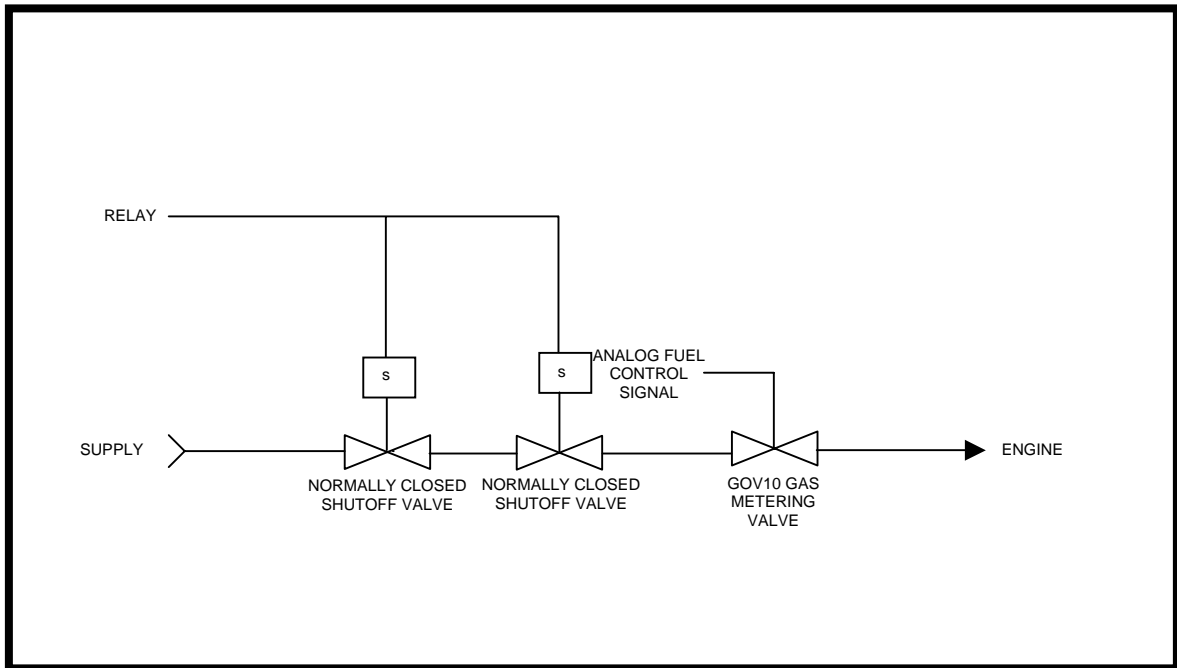 RELAY
s
s
ANALOG FUEL
CONTROL
SIGNAL
SUPPLY
ENGINE
NORMALLY CLOSED
SHUTOFF VALVE
NORMALLY CLOSED
SHUTOFF VALVE
GOV10 GAS
METERING
VALVE